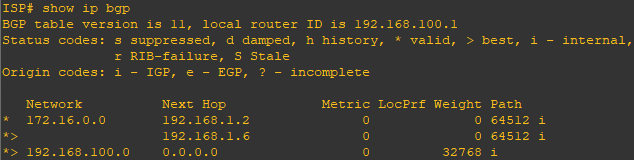 ISP# show ip bgp
BGP table version is 11, local router ID is 192.168.100.1
Status codes: s suppressed, d damped, h history, * valid, > best, i - internal,
              r RIB-failure, S Stale
Origin codes: i - IGP, e - EGP, ? - incomplete

   Network          Next Hop            Metric LocPrf Weight Path
*  172.16.0.0       192.168.1.2              0             0 64512 i
*>                  192.168.1.6              0             0 64512 i
*> 192.168.100.0    0.0.0.0                  0         32768 i